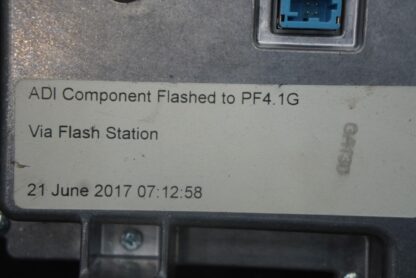 ADI Component Flashed to PF4.1G
Via Flash Station
21 June 2017 07:12:58